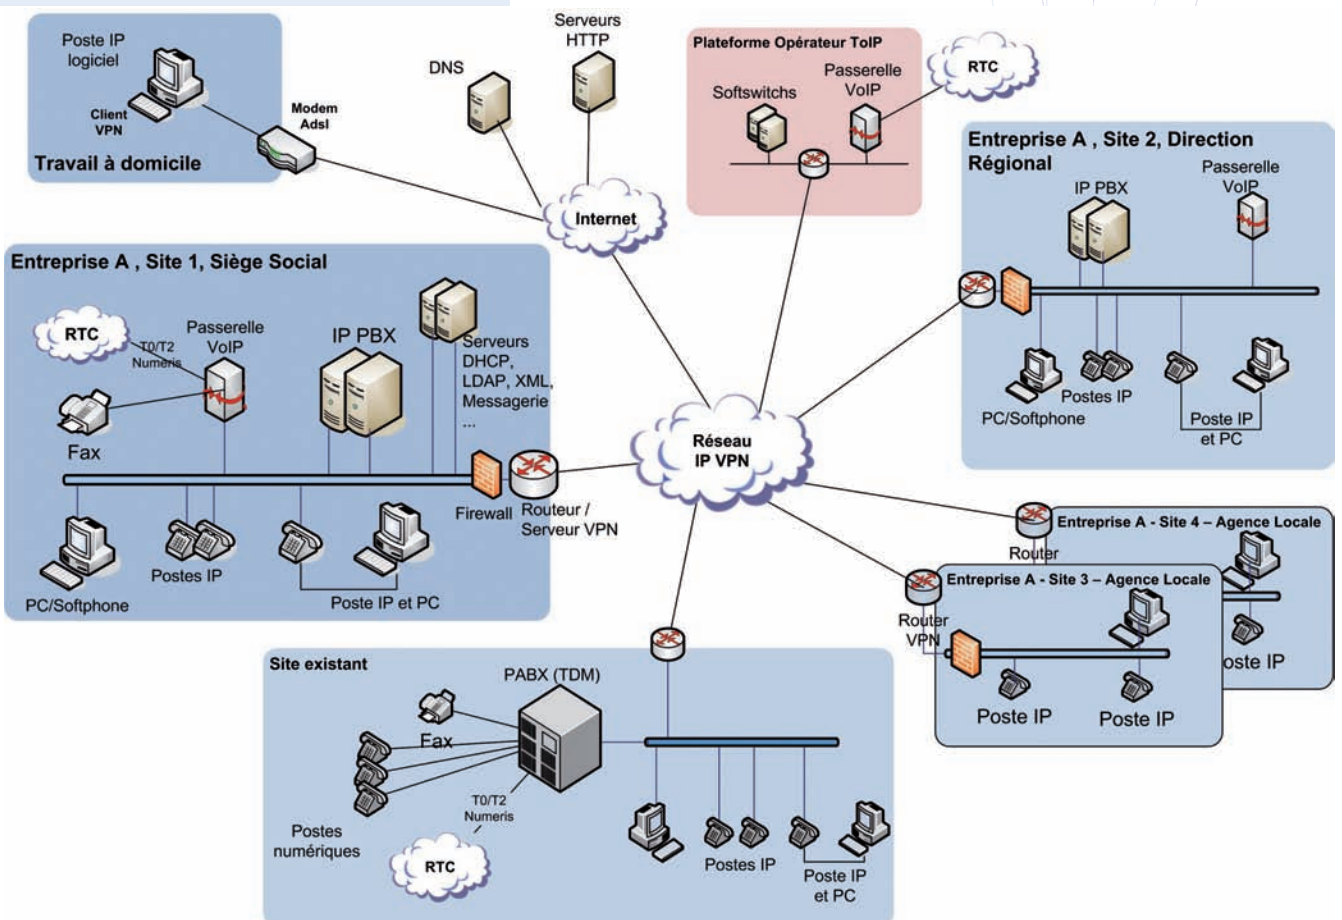 Poste IP
logiciel
Client
VPN
Modem
Adsl
Travail à domicile
DNS
Serveurs
HTTP
Internet
Plateforme Opérateur ToIP
Softswitchs
Passerelle
VoIP
RTC
Entreprise A , Site 2, Direction
Régional
IP PBX
Passerelle
VoIP
PC/Softphone
Postes IP
Poste IP
et PC
Entreprise A , Site 1, Siège Social
RTC
T0/T2
Numeris
Passerelle
VoIP
IP PBX
Serveurs
DHCP,
LDAP, XML,
Messagerie
...
Fax
Firewall
Routeur /
Serveur VPN
PC/Softphone
Postes IP
Poste IP et PC
Réseau
IP VPN
Router
Entreprise A - Site 4 – Agence Locale
oste IP
Router
VPN
Entreprise A - Site 3 – Agence Locale
Poste IP
Poste IP
Site existant
PABX (TDM)
Fax
Postes
numériques
T0/T2
Numeris
RTC
Postes IP
Poste IP
et PC